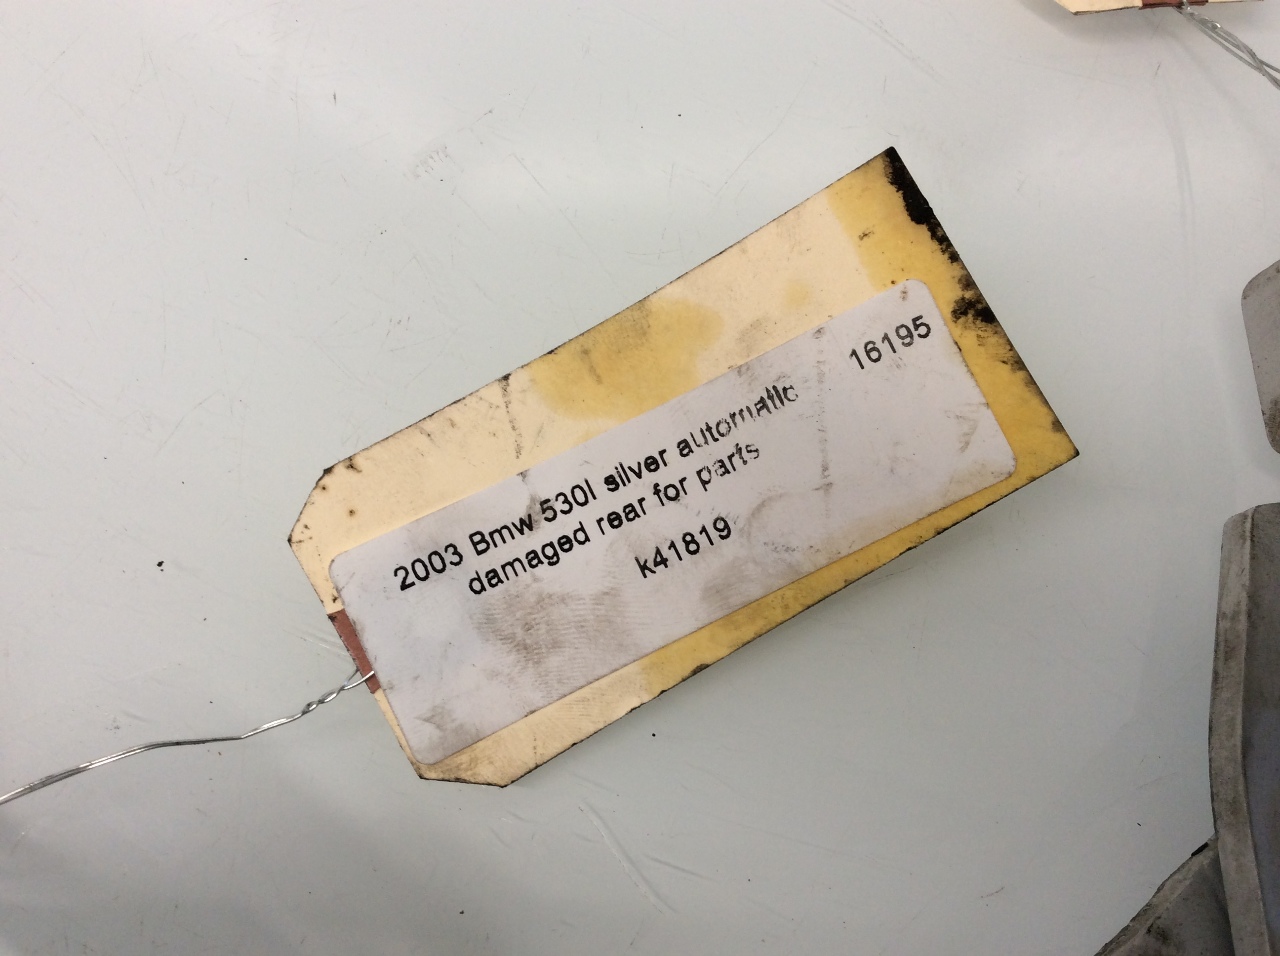 2003 Bmw 530I silver automatic 16195
damaged rear for parts
k41819